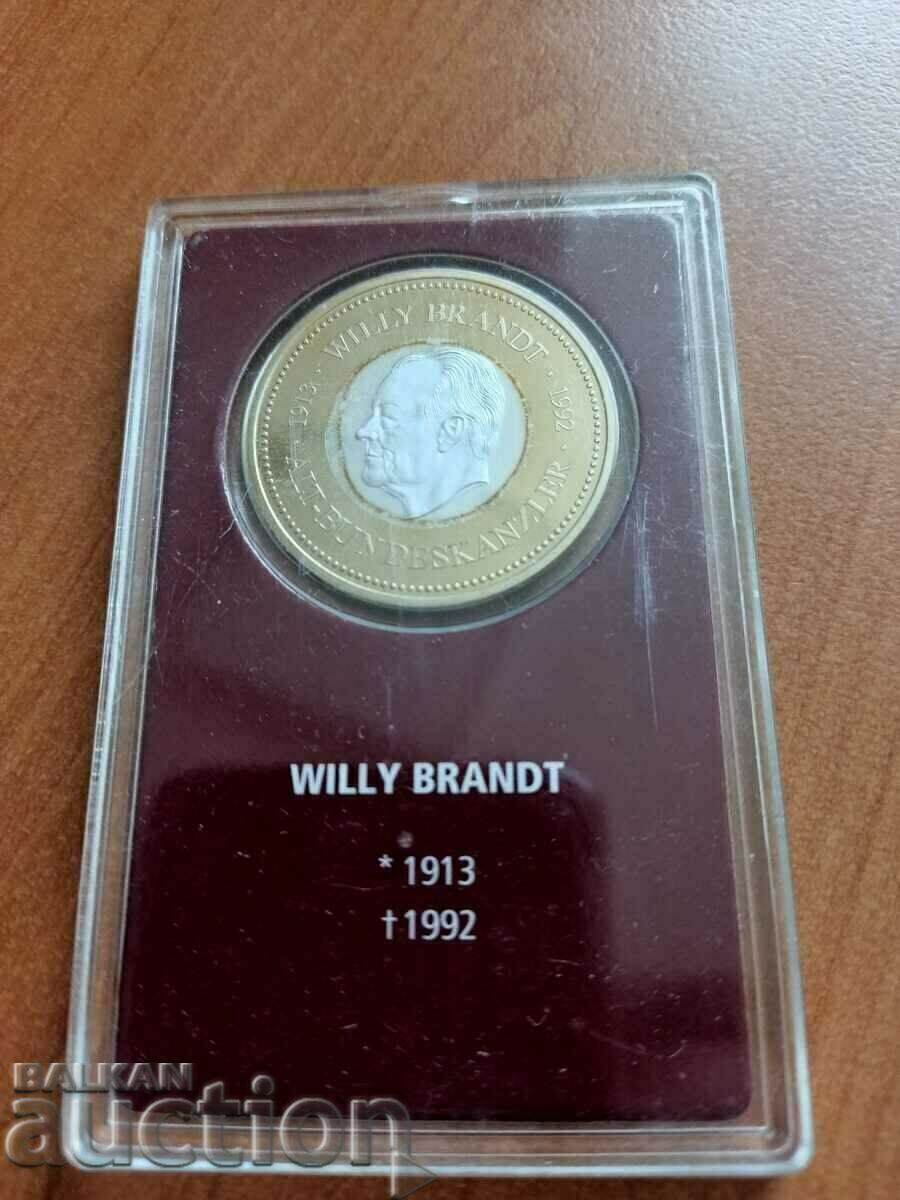 · WILLY BRANDT ·
1913
1992
ALT-BUNDESKANZLER
WILLY BRANDT
* 1913
†1992
BALKAN
auction